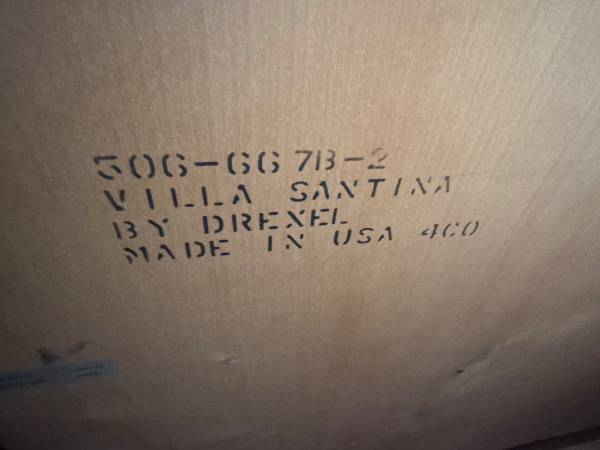 506-667B-2
VILLA SANTINA
BY DREXEL
MADE IN USA 460